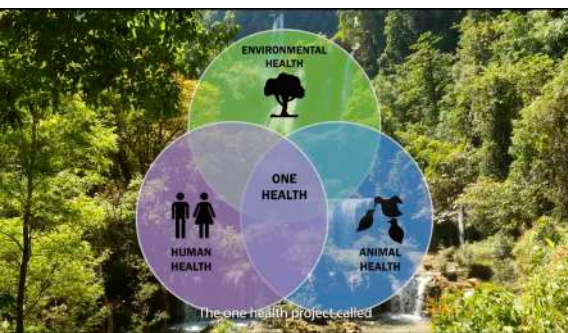 ENVIRONMENTAL
HEALTH
ONE
HEALTH
HUMAN
HEALTH
ANIMAL
HEALTH
The one health project called